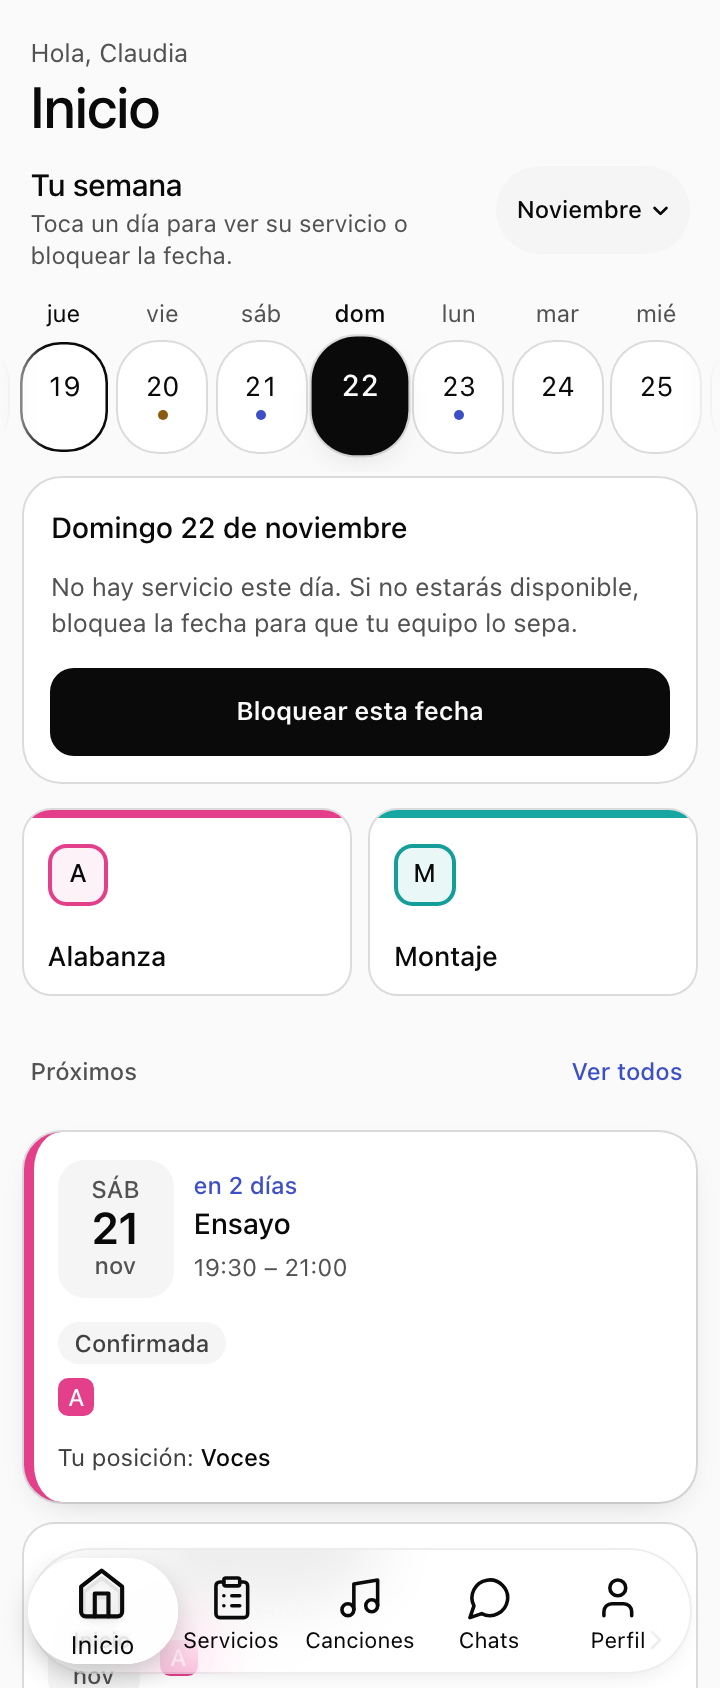 Hola, Claudia
Inicio
Tu semana
Toca un día para ver su servicio o
bloquear la fecha.
Noviembre
jue vie sáb dom lun mar mié
19 20 21 22 23 24 25
Domingo 22 de noviembre
No hay servicio este día. Si no estarás disponible,
bloquea la fecha para que tu equipo lo sepa.
Bloquear esta fecha
A
Alabanza
M
Montaje
Próximos
Ver todos
SÁB
21
nov
en 2 días
Ensayo
19:30 – 21:00
Confirmada
A
Tu posición: Voces
Inicio Servicios Canciones Chats Perfil
A
nov